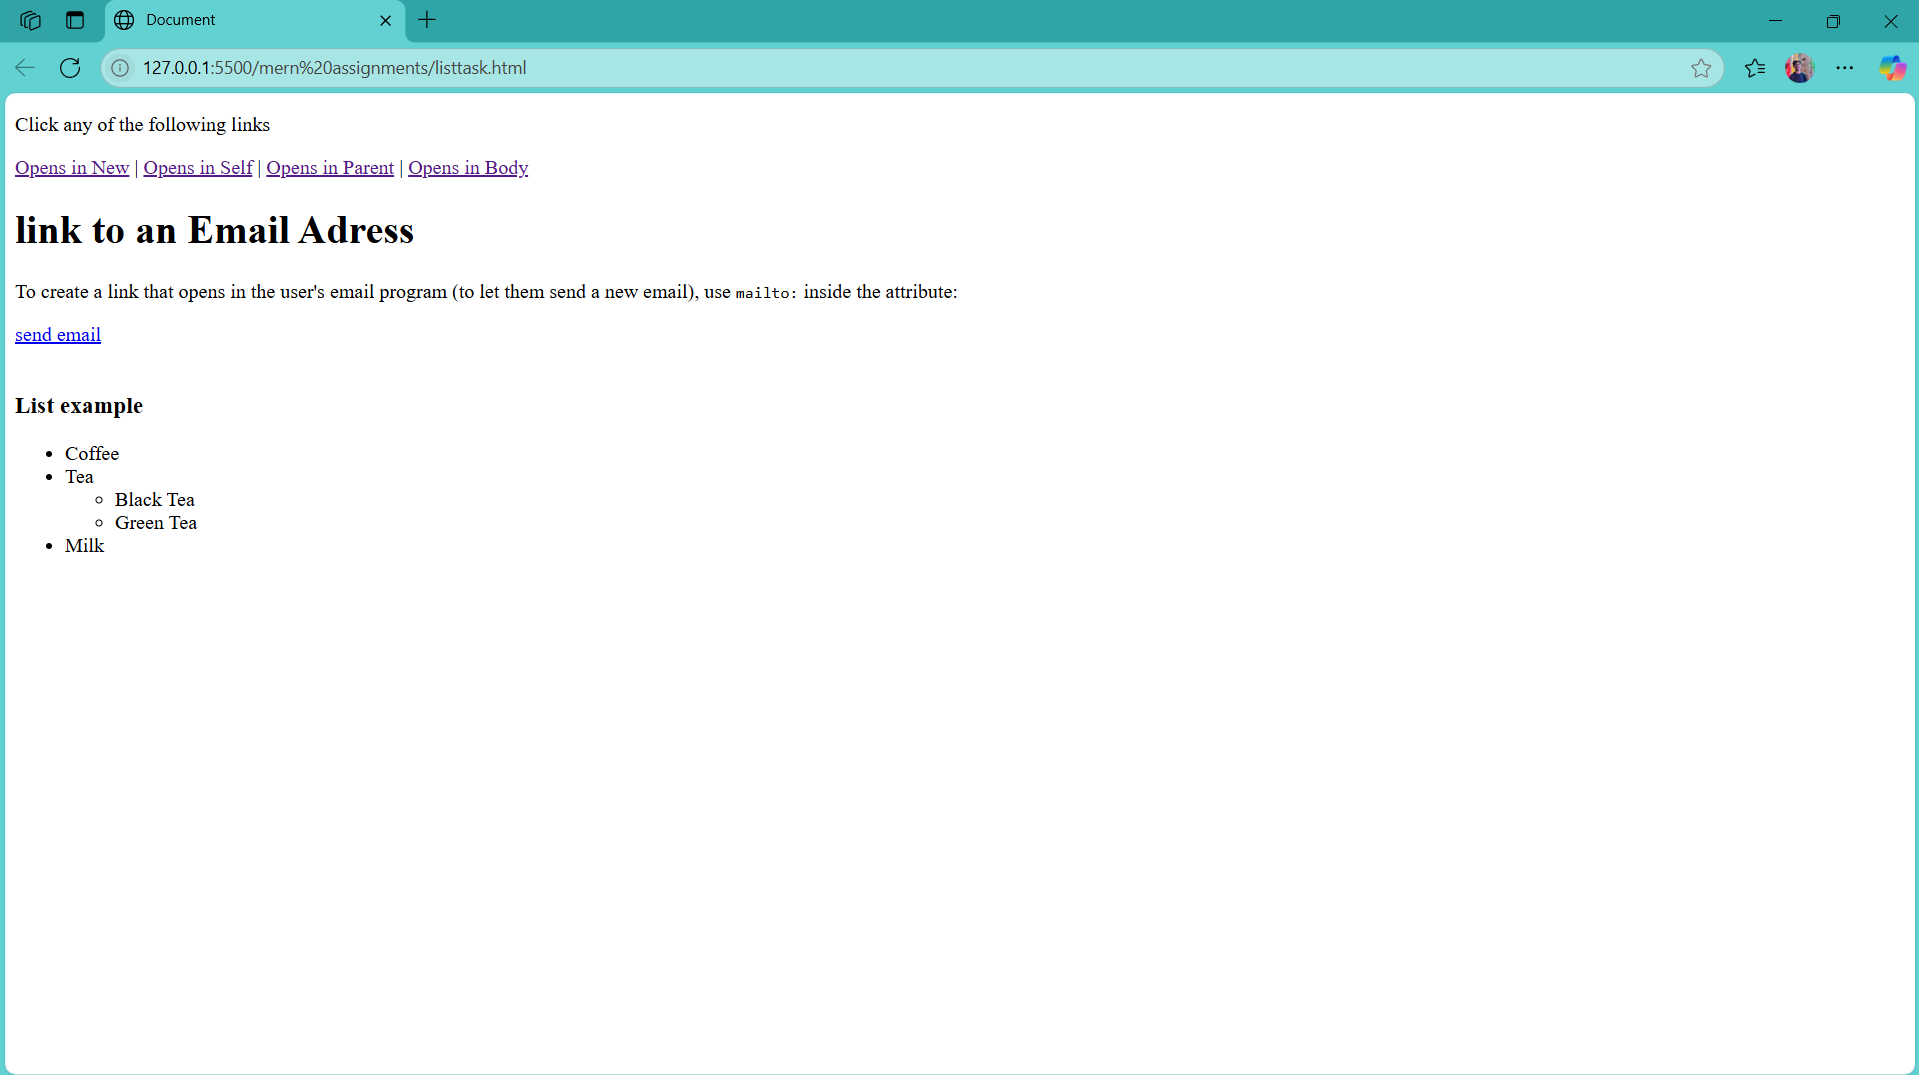 Document
127.0.0.1:5500/mern%20assignments/listtask.html
Click any of the following links
Opens in New | Opens in Self | Opens in Parent | Opens in Body
link to an Email Adress
To create a link that opens in the user's email program (to let them send a new email), use mailto: inside the attribute:
send email
List example
Coffee
Tea
Black Tea
Green Tea
Milk